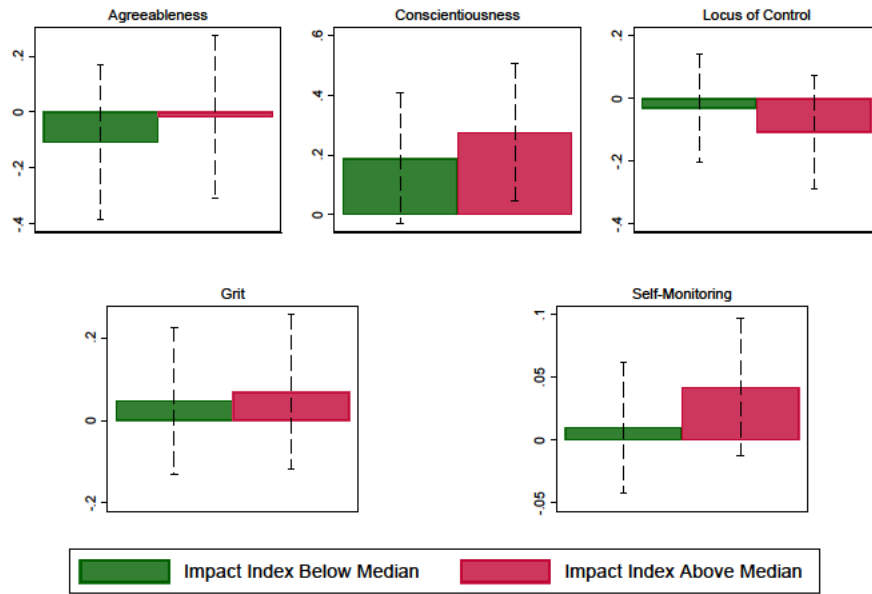 Agreeableness
.2
0
-.2
-.4
Conscientiousness
.6
.4
.2
0
Locus of Control
.2
0
-.2
-.4
Grit
.2
0
-.2
Self-Monitoring
.1
.05
0
-.05
Impact Index Below Median
Impact Index Above Median